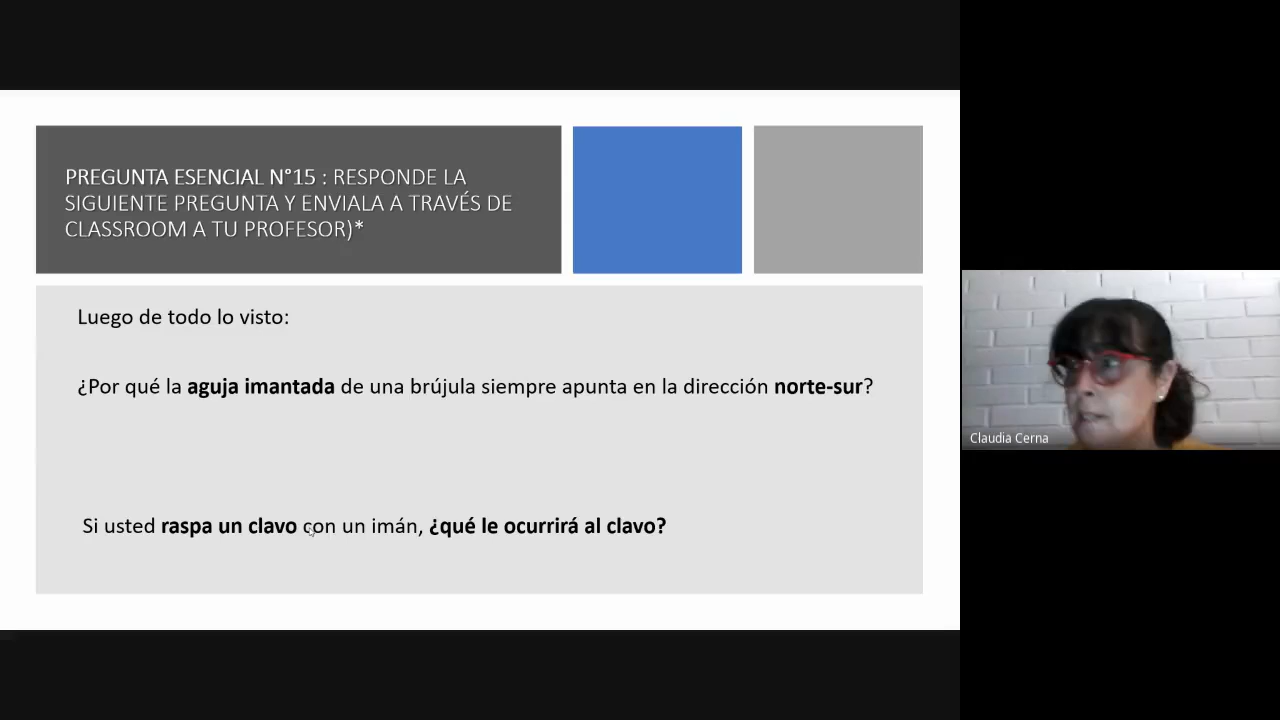 PREGUNTA ESENCIAL N°15 : RESPONDE LA
SIGUIENTE PREGUNTA Y ENVIALA A TRAVÉS DE
CLASSROOM A TU PROFESOR)*
Luego de todo lo visto:
¿Por qué la aguja imantada de una brújula siempre apunta en la dirección norte-sur?
Si usted raspa un clavo con un imán, ¿qué le ocurrirá al clavo?
Claudia Cerna